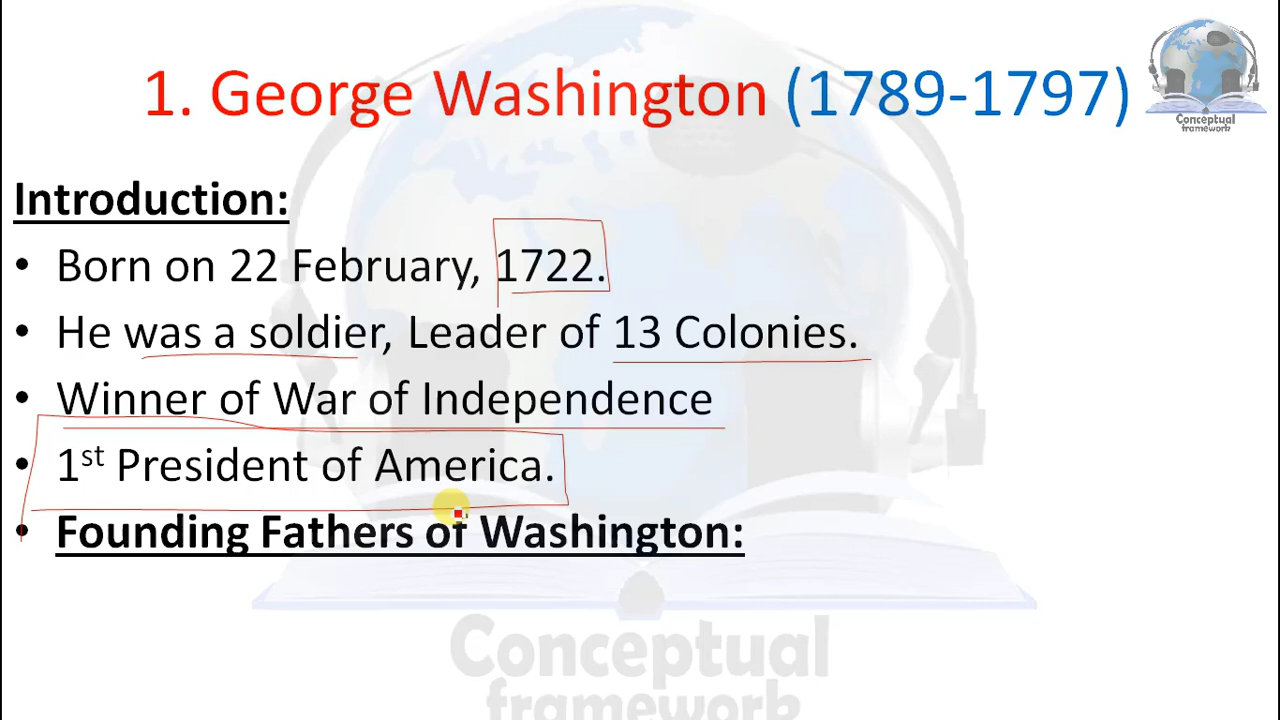 1. George Washington (1789-1797)
Conceptual
framework
Introduction:
• Born on 22 February, 1722.
• He was a soldier, Leader of 13 Colonies.
• Winner of War of Independence
• 1st President of America.
• Founding Fathers of Washington:
Conceptual
framework